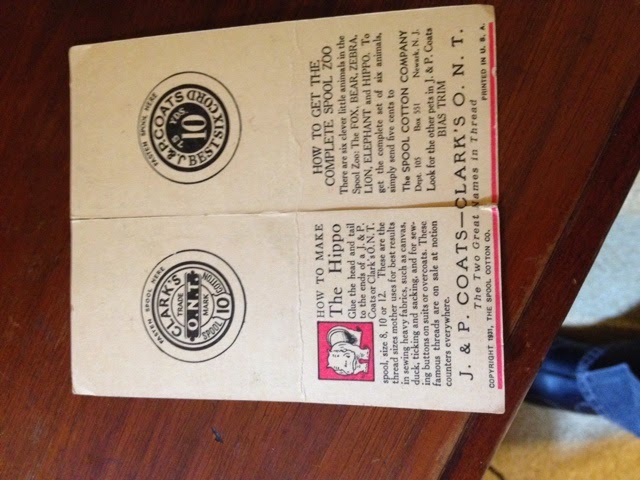 FASTEN SPOOL HERE
CLARK'S
TRADE MARK
O.N.T.
SPOOL 10 COTTON
HOW TO MAKE
The Hippo
Glue the head and tail
to the ends of a J. & P.
Coats or Clark's O.N.T.
spool, size 8, 10 or 12. These are the
thread sizes mother uses for best results
in sewing heavy fabrics, such as canvas,
duck, ticking and sacking, and for sew-
ing buttons on suits or overcoats. These
famous threads are on sale at notion
counters everywhere.
FASTEN SPOOL HERE
J.&P. COATS
10
BEST SIX CORD
HOW TO GET THE
COMPLETE SPOOL ZOO
There are six clever little animals in the
Spool Zoo: The FOX, BEAR, ZEBRA,
LION, ELEPHANT and HIPPO. To
get the complete set of six animals,
simply send five cents to
The SPOOL COTTON COMPANY
Dept. 105 Box 551 Newark, N. J.
Look for the other pets in J. & P. Coats
BIAS TRIM
J. & P. COATS—CLARK'S O. N. T.
The Two Great Names in Thread
COPYRIGHT 1931, THE SPOOL COTTON CO.
PRINTED IN U. S. A.